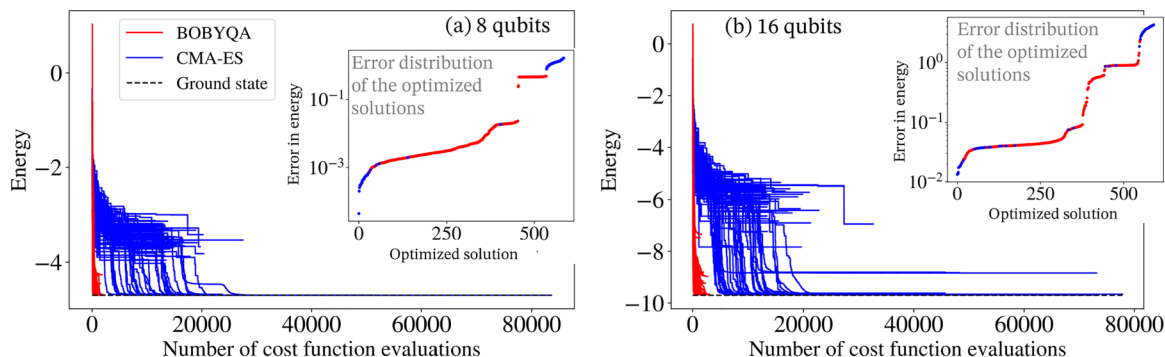 BOBYQA
CMA-ES
Ground state
(a) 8 qubits
Error distribution
of the optimized
solutions
Error in energy
10⁻¹
10⁻³
0
250
500
Optimized solution
Energy
0
−2
−4
0
20000
40000
60000
80000
Number of cost function evaluations
(b) 16 qubits
Error distribution
of the optimized
solutions
Error in energy
10⁰
10⁻¹
10⁻²
0
250
500
Optimized solution
Energy
0
−2
−4
−6
−8
−10
0
20000
40000
60000
80000
Number of cost function evaluations